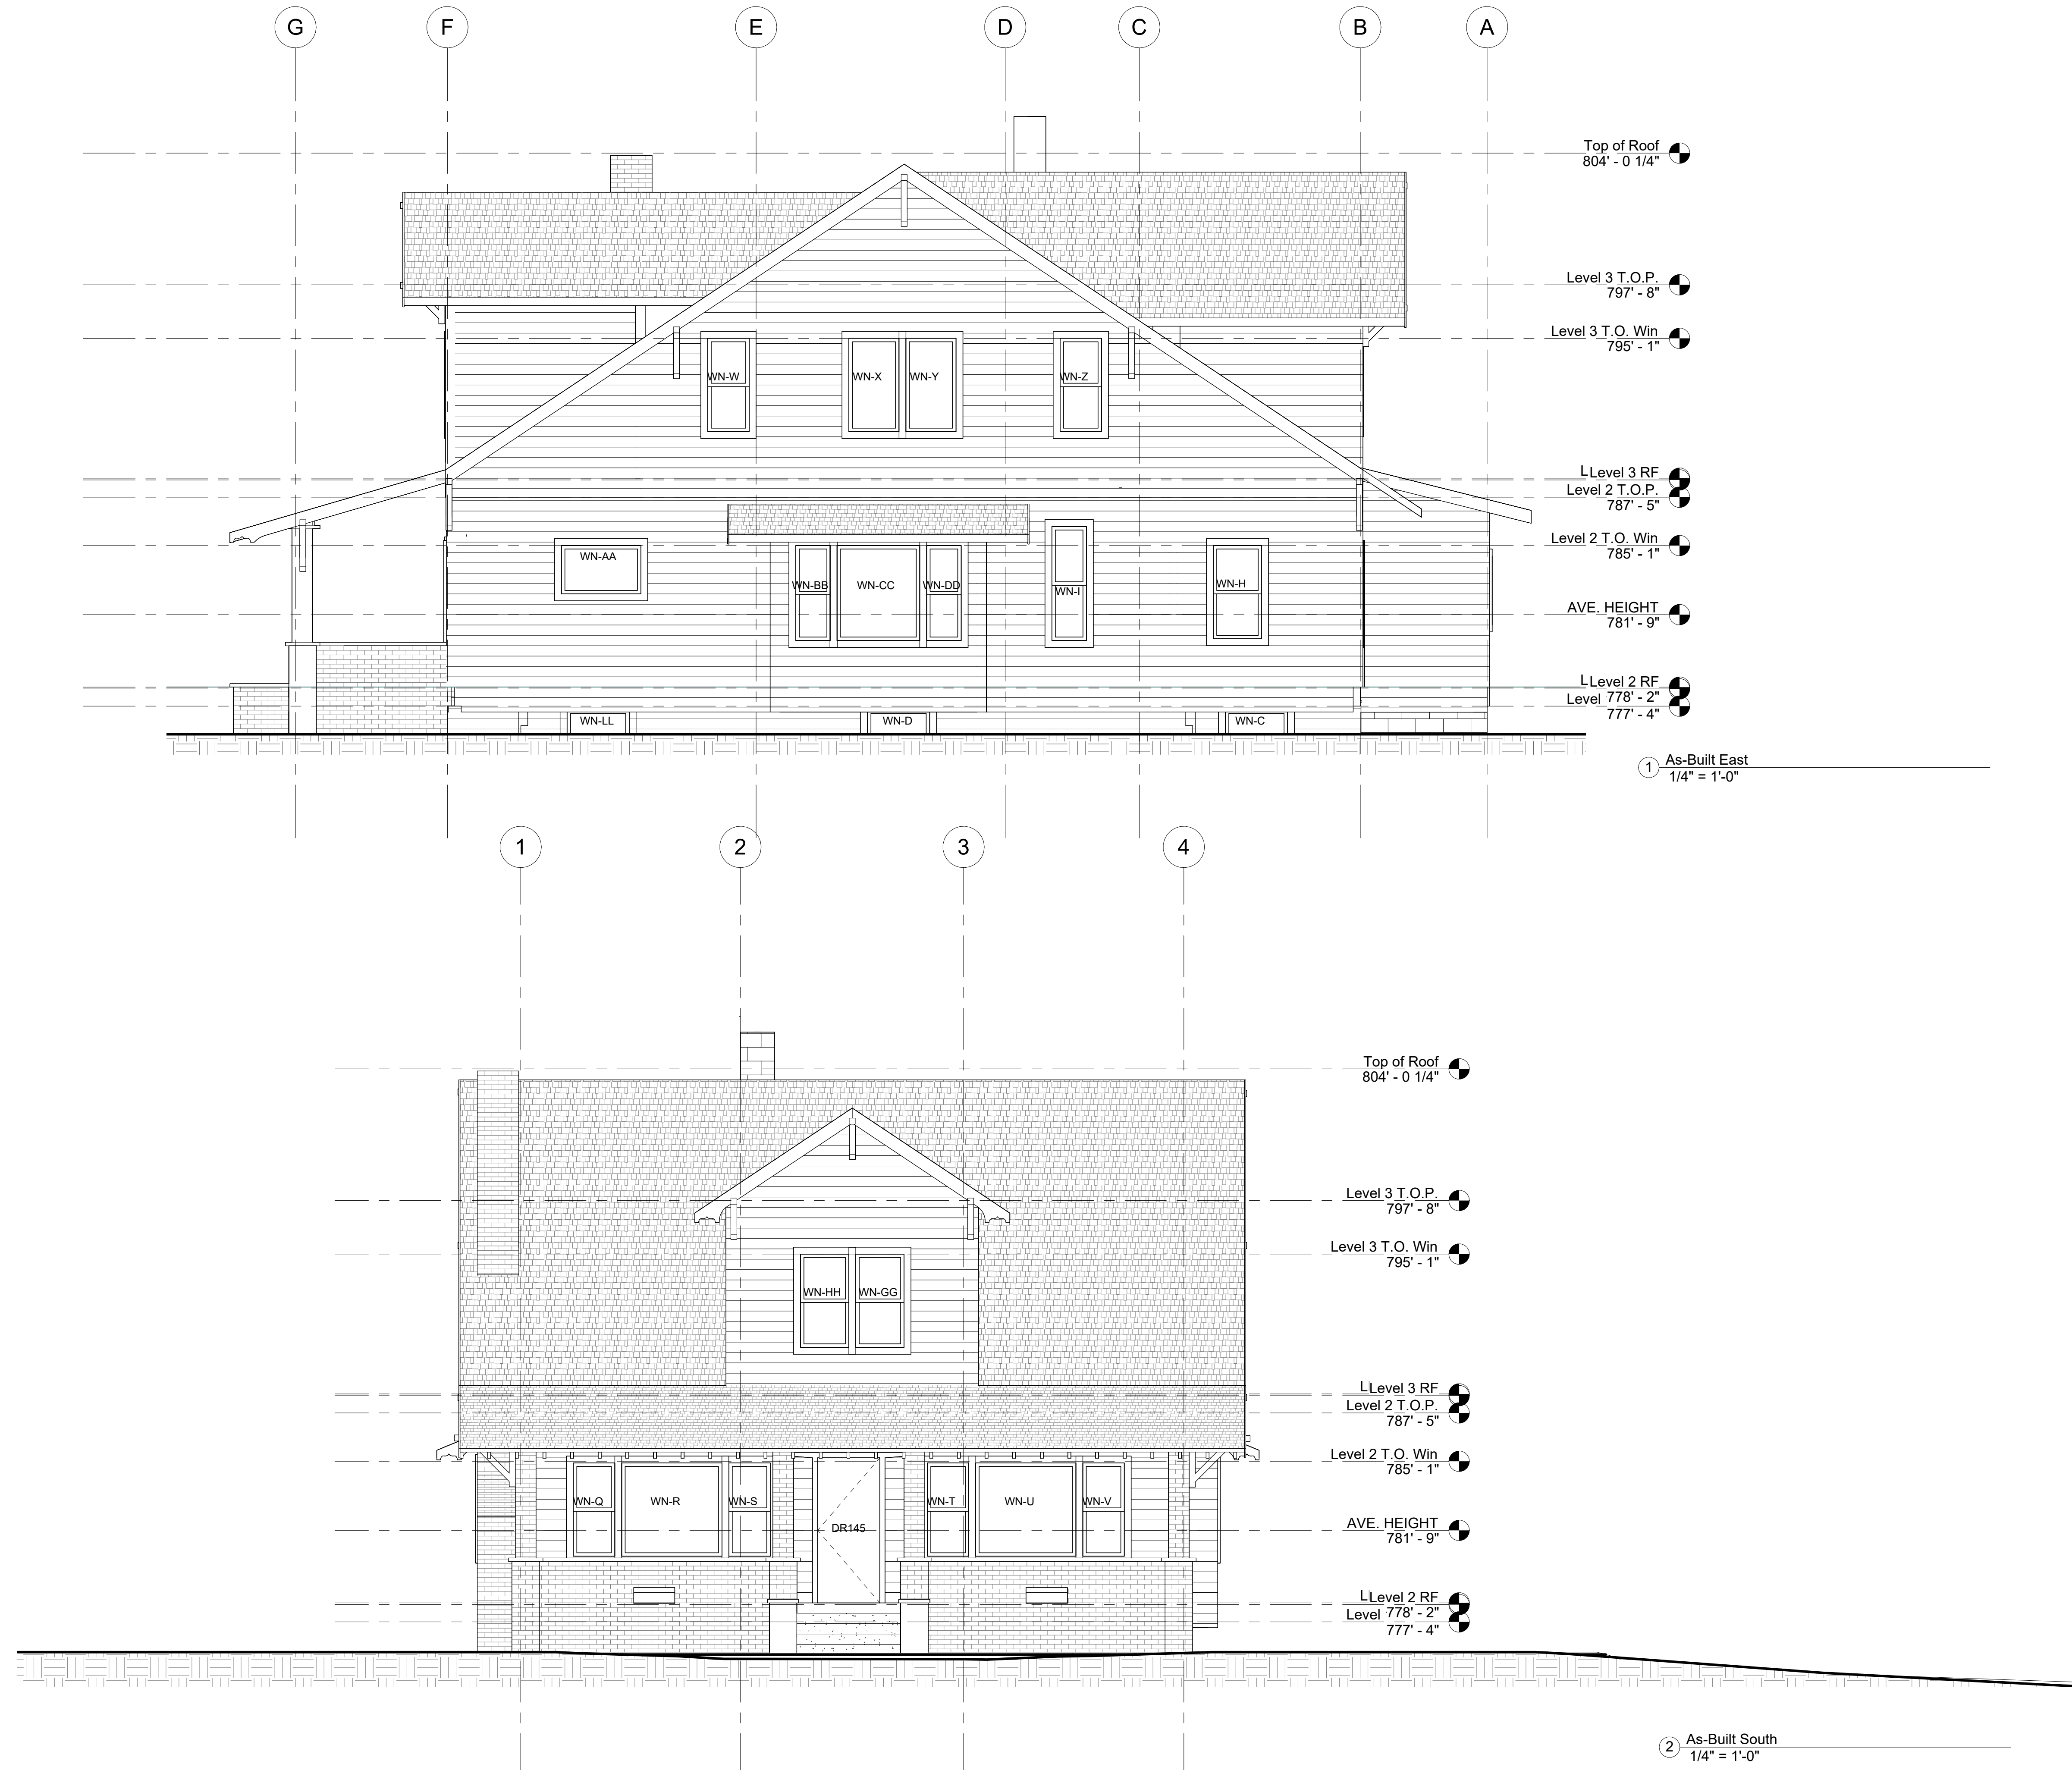 G F E D C B A
Top of Roof
804' - 0 1/4"
Level 3 T.O.P.
797' - 8"
Level 3 T.O. Win
795' - 1"
WN-W WN-X WN-Y WN-Z
Level 3 RF
Level 2 T.O.P.
787' - 5"
Level 2 T.O. Win
785' - 1"
WN-AA WN-BB WN-CC WN-DD WN-I WN-H
AVE. HEIGHT
781' - 9"
Level 2 RF
Level 778' - 2"
777' - 4"
WN-LL WN-D WN-C
1 As-Built East
1/4" = 1'-0"
1 2 3 4
Top of Roof
804' - 0 1/4"
Level 3 T.O.P.
797' - 8"
Level 3 T.O. Win
795' - 1"
WN-HH WN-GG
Level 3 RF
Level 2 T.O.P.
787' - 5"
Level 2 T.O. Win
785' - 1"
WN-Q WN-R WN-S DR145 WN-T WN-U WN-V
AVE. HEIGHT
781' - 9"
Level 2 RF
Level 778' - 2"
777' - 4"
2 As-Built South
1/4" = 1'-0"